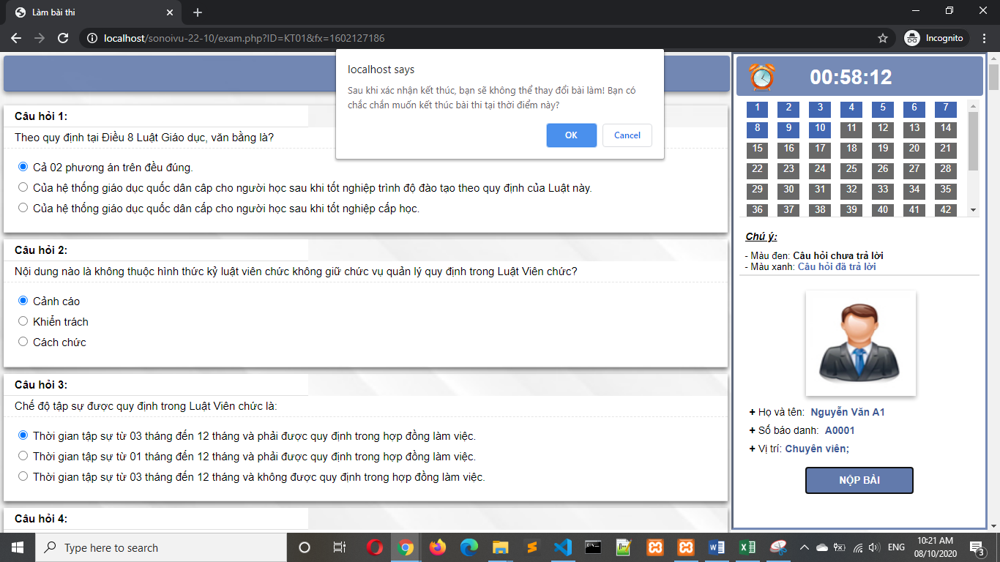 Làm bài thi
localhost/sonoivu-22-10/exam.php?ID=KT01&fx=1602127186
Incognito
localhost says
Sau khi xác nhận kết thúc, bạn sẽ không thể thay đổi bài làm! Bạn có
chắc chắn muốn kết thúc bài thi tại thời điểm này?
OK Cancel
Câu hỏi 1:
Theo quy định tại Điều 8 Luật Giáo dục, văn bằng là?
Cả 02 phương án trên đều đúng.
Của hệ thống giáo dục quốc dân câp cho người học sau khi tốt nghiệp trình độ đào tạo theo quy định của Luật này.
Của hệ thống giáo dục quốc dân cấp cho người học sau khi tốt nghiệp cấp học.
Câu hỏi 2:
Nội dung nào là không thuộc hình thức kỷ luật viên chức không giữ chức vụ quản lý quy định trong Luật Viên chức?
Cảnh cáo
Khiển trách
Cách chức
Câu hỏi 3:
Chế độ tập sự được quy định trong Luật Viên chức là:
Thời gian tập sự từ 03 tháng đến 12 tháng và phải được quy định trong hợp đồng làm việc.
Thời gian tập sự từ 01 tháng đến 12 tháng và phải được quy định trong hợp đồng làm việc.
Thời gian tập sự từ 03 tháng đến 12 tháng và không được quy định trong hợp đồng làm việc.
Câu hỏi 4:
00:58:12
1 2 3 4 5 6 7
8 9 10 11 12 13 14
15 16 17 18 19 20 21
22 23 24 25 26 27 28
29 30 31 32 33 34 35
36 37 38 39 40 41 42
Chú ý:
- Màu đen: Câu hỏi chưa trả lời
- Màu xanh: Câu hỏi đã trả lời
+ Họ và tên: Nguyễn Văn A1
+ Số báo danh: A0001
+ Vị trí: Chuyên viên;
NỘP BÀI
Type here to search
ENG
10:21 AM
08/10/2020
3